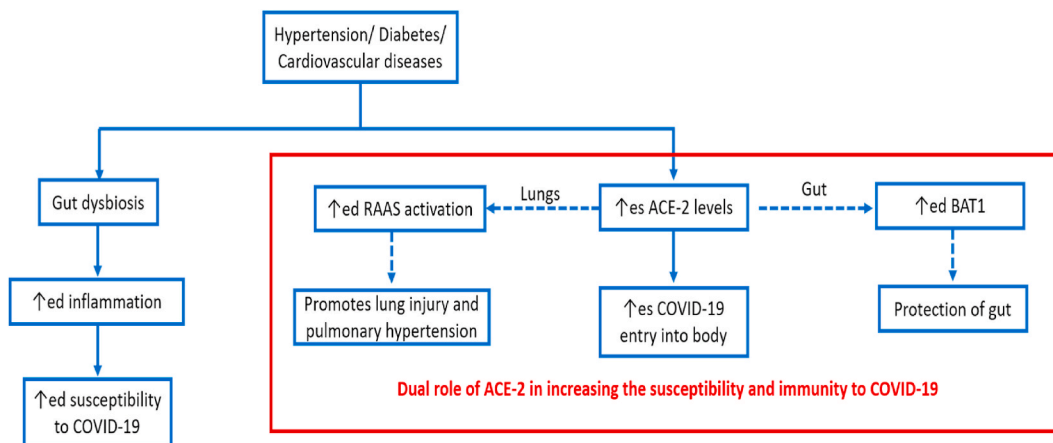 Hypertension/ Diabetes/
Cardiovascular diseases
Gut dysbiosis
↑ed inflammation
↑ed susceptibility
to COVID-19
↑ed RAAS activation
Lungs
↑es ACE-2 levels
Gut
↑ed BAT1
Promotes lung injury and
pulmonary hypertension
↑es COVID-19
entry into body
Protection of gut
Dual role of ACE-2 in increasing the susceptibility and immunity to COVID-19